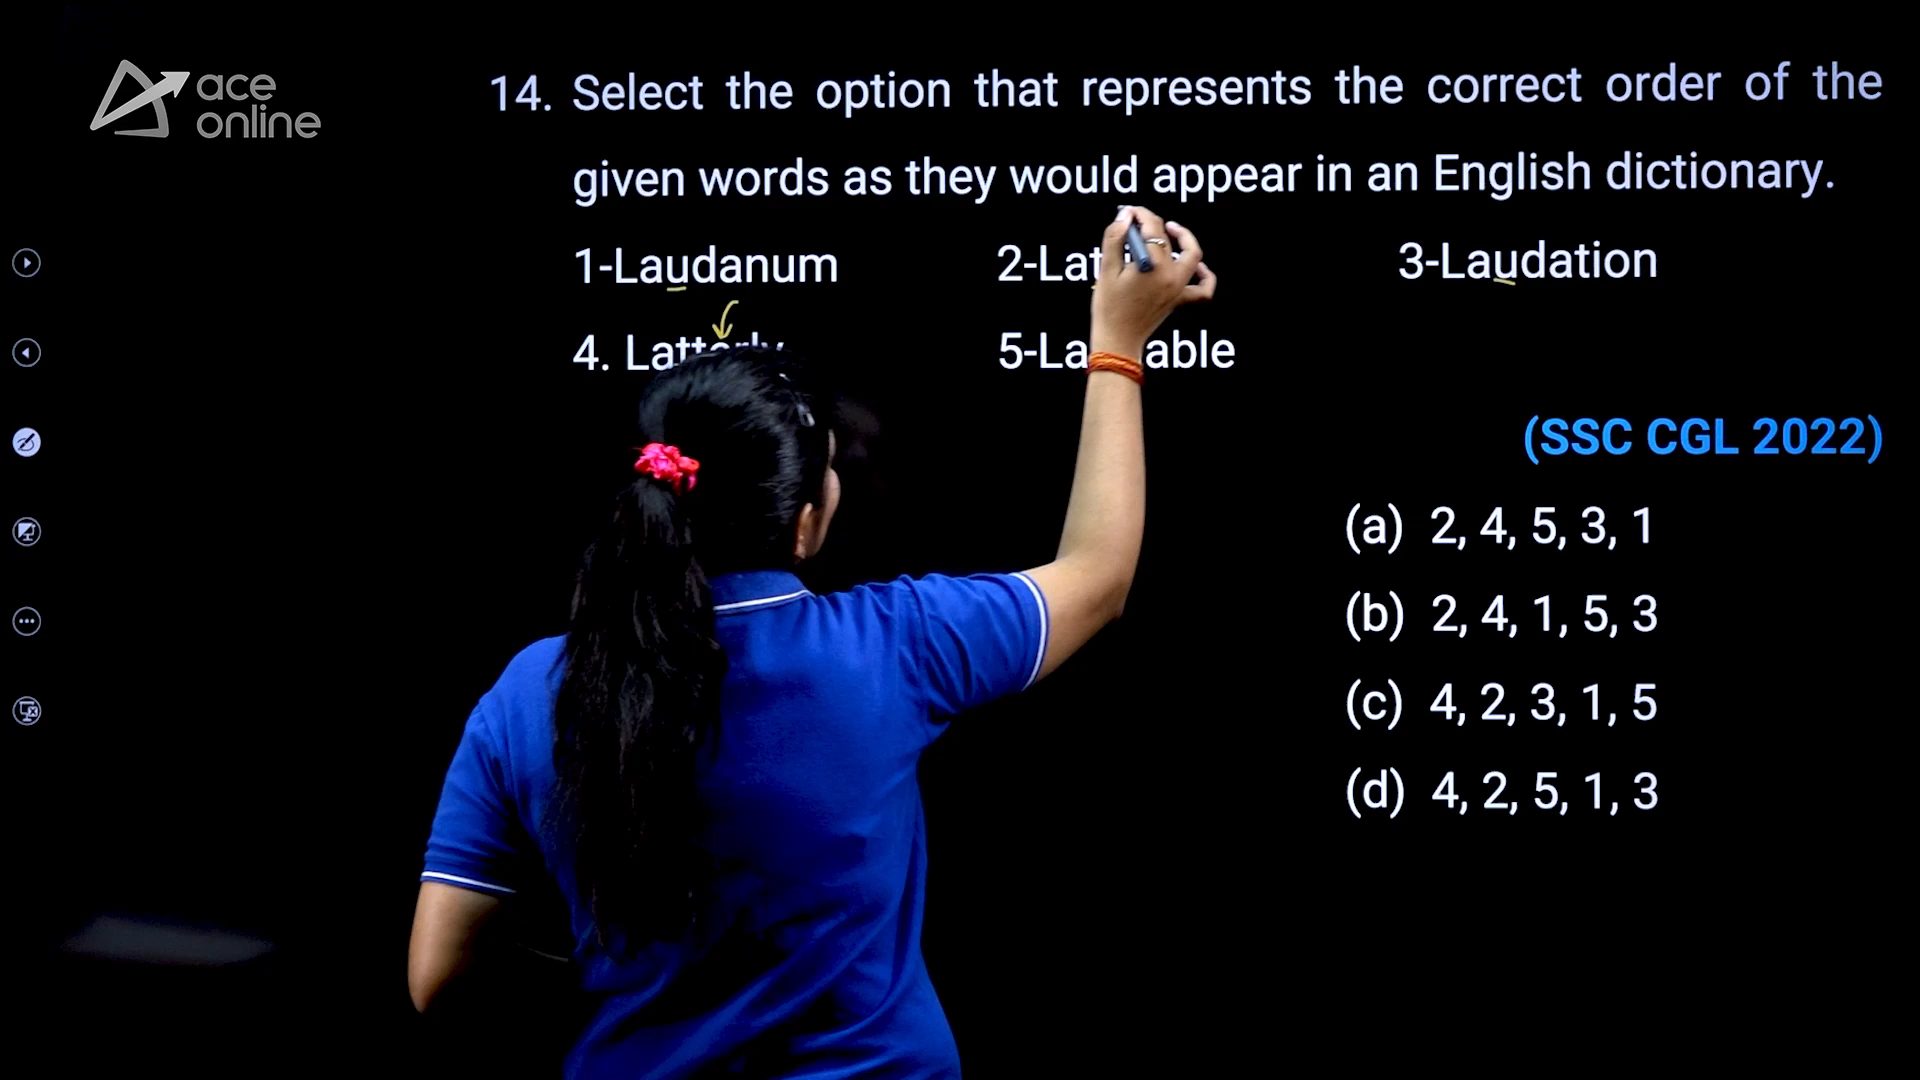 ace
online
14. Select the option that represents the correct order of the
given words as they would appear in an English dictionary.
1-Laudanum 3-Laudation
4. Latterly
(SSC CGL 2022)
(a) 2, 4, 5, 3, 1
(b) 2, 4, 1, 5, 3
(c) 4, 2, 3, 1, 5
(d) 4, 2, 5, 1, 3